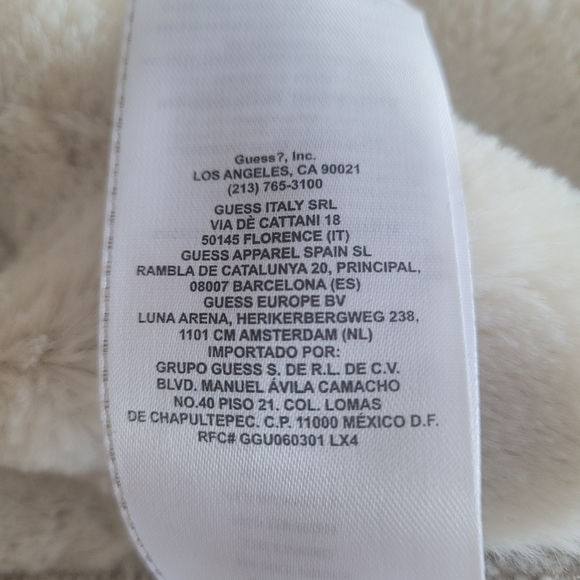 Guess?, Inc.
LOS ANGELES, CA 90021
(213) 765-3100
GUESS ITALY SRL
VIA DÈ CATTANI 18
50145 FLORENCE (IT)
GUESS APPAREL SPAIN SL
RAMBLA DE CATALUNYA 20, PRINCIPAL,
08007 BARCELONA (ES)
GUESS EUROPE BV
LUNA ARENA, HERIKERBERGWEG 238,
1101 CM AMSTERDAM (NL)
IMPORTADO POR:
GRUPO GUESS S. DE R.L. DE C.V.
BLVD. MANUEL ÁVILA CAMACHO
NO.40 PISO 21. COL. LOMAS
DE CHAPULTEPEC. C.P. 11000 MÉXICO D.F.
RFC# GGU060301 LX4